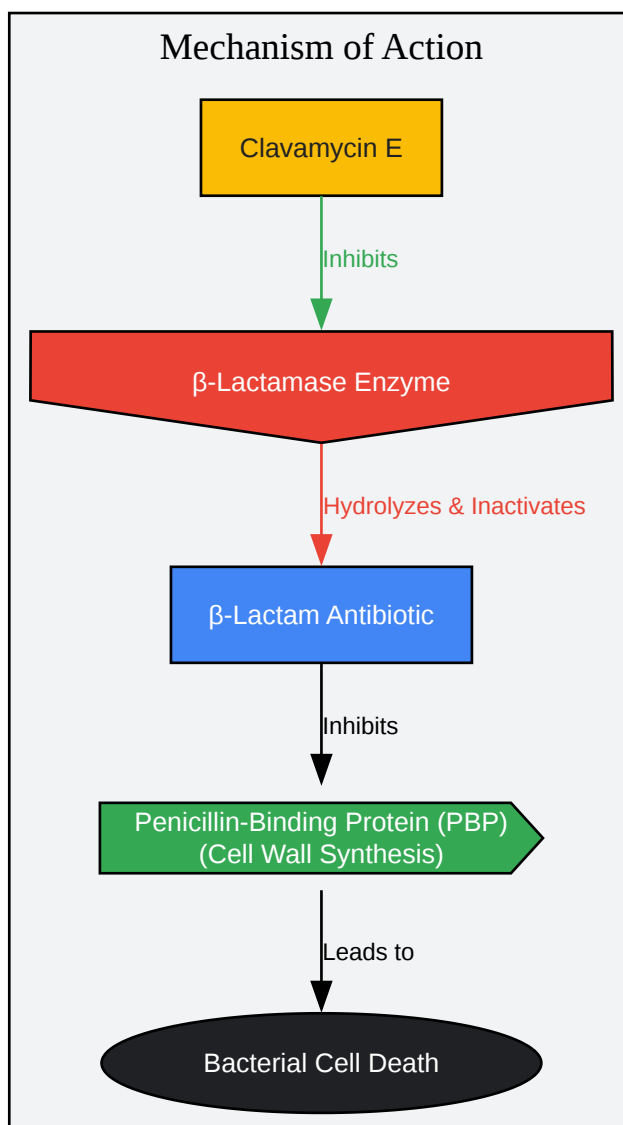 Mechanism of Action
Clavamycin E
Inhibits
β-Lactamase Enzyme
Hydrolyzes & Inactivates
β-Lactam Antibiotic
Inhibits
Penicillin-Binding Protein (PBP)
(Cell Wall Synthesis)
Leads to
Bacterial Cell Death